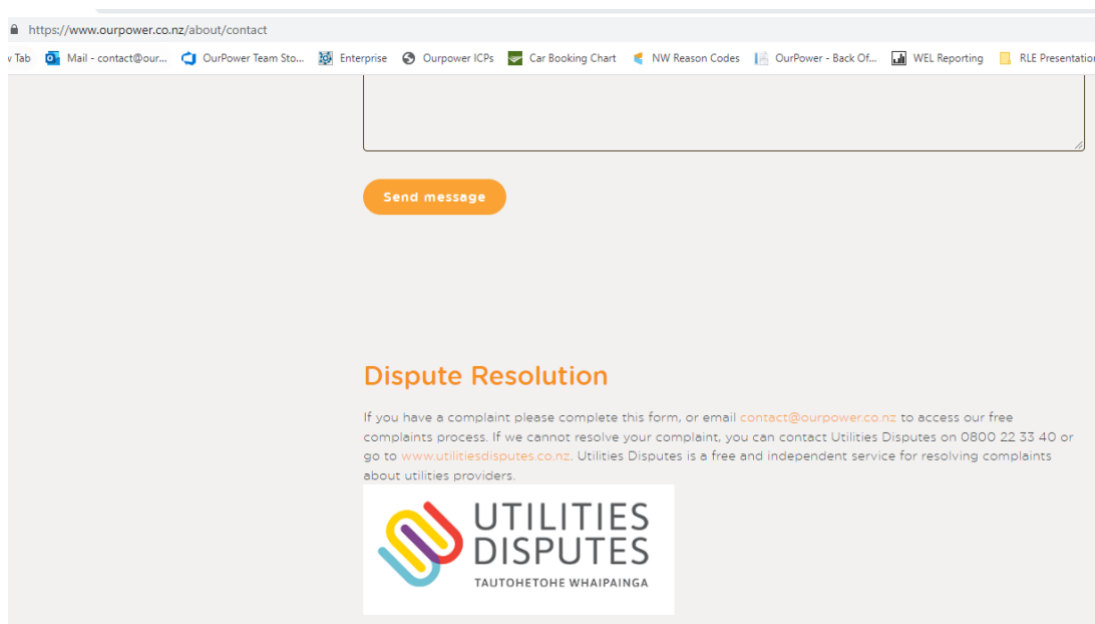 https://www.ourpower.co.nz/about/contact
Tab Mail - contact@our... OurPower Team Sto... Enterprise Ourpower ICPs Car Booking Chart NW Reason Codes OurPower - Back Of... WEL Reporting RLE Presentation
Send message
Dispute Resolution
If you have a complaint please complete this form, or email contact@ourpower.co.nz to access our free
complaints process. If we cannot resolve your complaint, you can contact Utilities Disputes on 0800 22 33 40 or
go to www.utilitiesdisputes.co.nz. Utilities Disputes is a free and independent service for resolving complaints
about utilities providers.
UTILITIES
DISPUTES
TAUTOHETOHE WHAIPAINGA